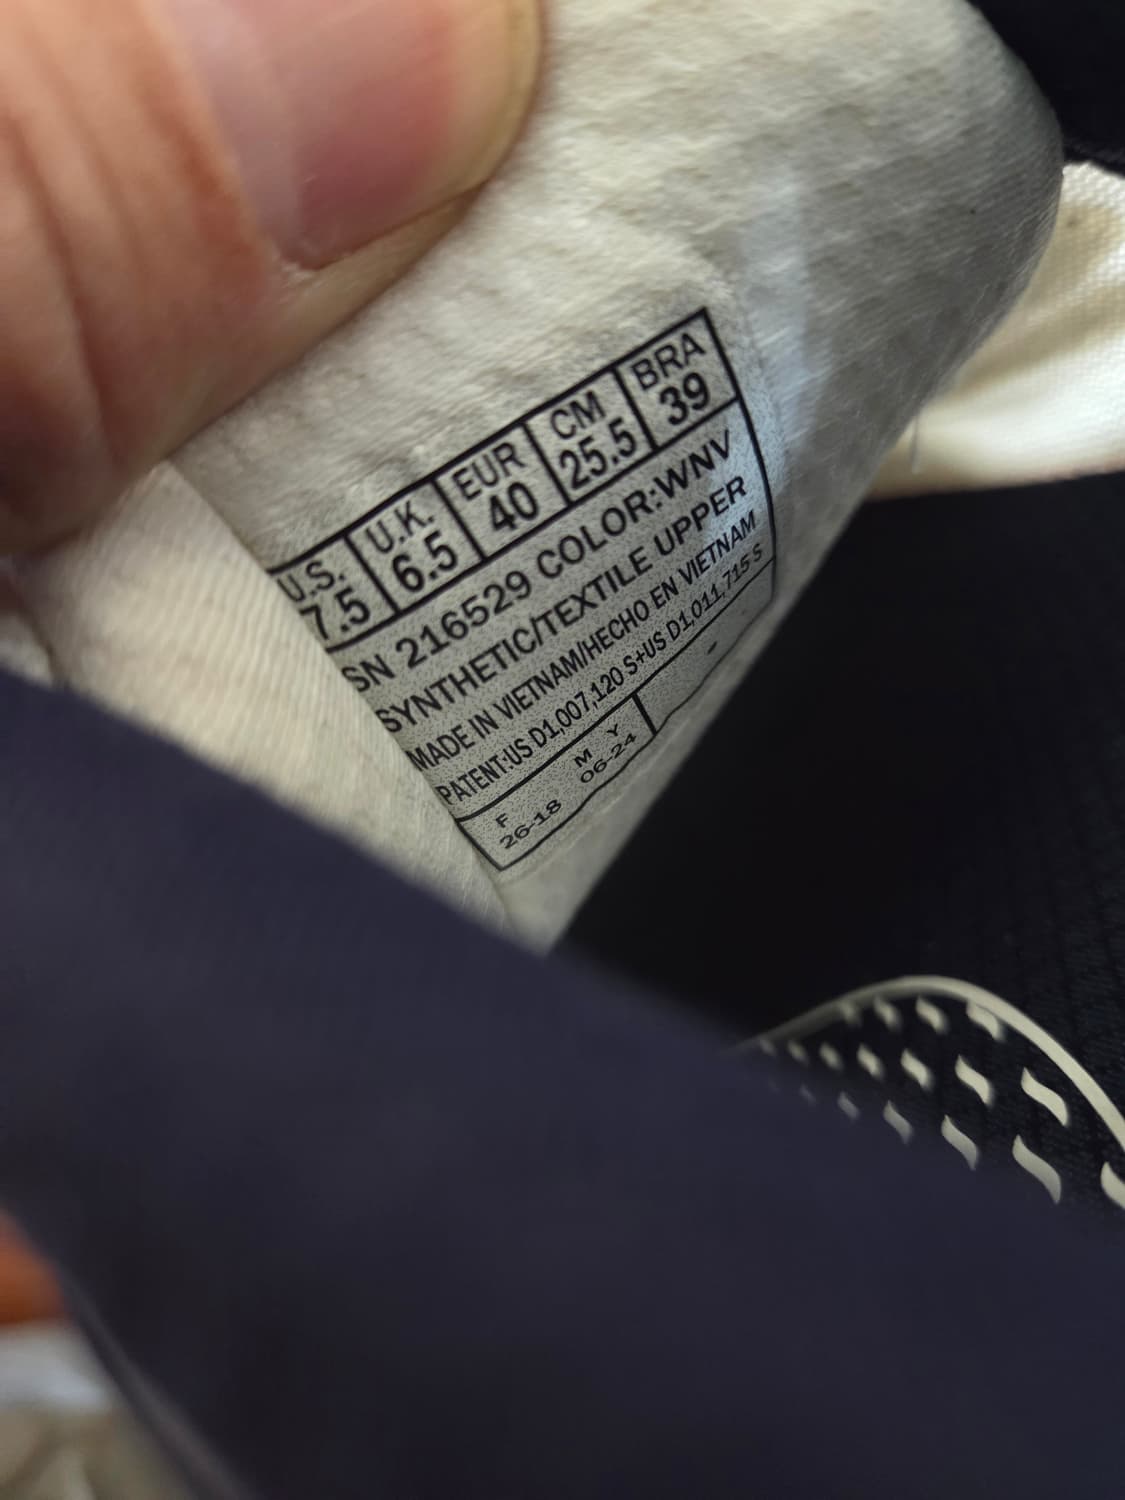 U.S. U.K. EUR CM BRA
7.5 6.5 40 25.5 39
SN 216529 COLOR:WNV
SYNTHETIC/TEXTILE UPPER
MADE IN VIETNAM/HECHO EN VIETNAM
PATENT:US D1,007,120 S+US D1,011,715 S
F M Y -
26-18 06-24